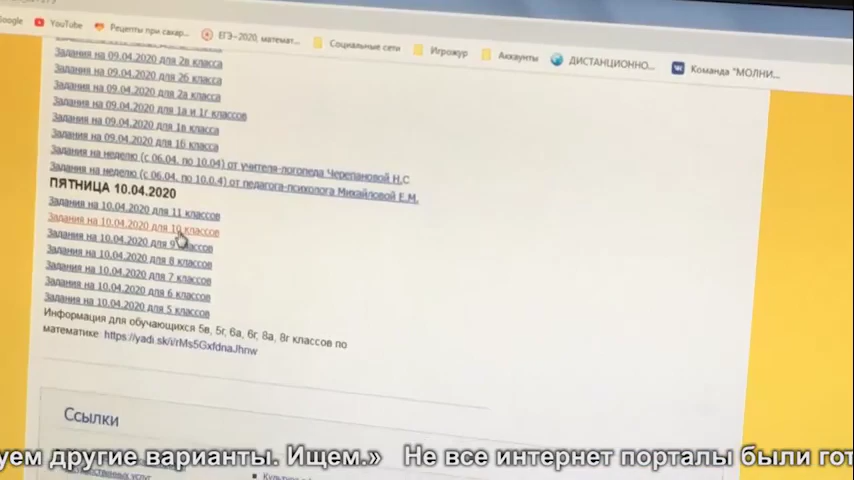 Google YouTube Рецепты при сахар... ЕГЭ–2020, математ... Социальные сети Игрожур Аккаунты ДИСТАНЦИОННО... Команда "МОЛНИ...
Задания на 09.04.2020 для 2в класса
Задания на 09.04.2020 для 2б класса
Задания на 09.04.2020 для 2а класса
Задания на 09.04.2020 для 1а и 1г классов
Задания на 09.04.2020 для 1в класса
Задания на 09.04.2020 для 1б класса
Задания на неделю (с 06.04. по 10.04) от учителя-логопеда Черепановой Н.С
Задания на неделю (с 06.04. по 10.0.4) от педагога-психолога Михайловой Е.М.
ПЯТНИЦА 10.04.2020
Задания на 10.04.2020 для 11 классов
Задания на 10.04.2020 для 10 классов
Задания на 10.04.2020 для 9 классов
Задания на 10.04.2020 для 8 классов
Задания на 10.04.2020 для 7 классов
Задания на 10.04.2020 для 6 классов
Задания на 10.04.2020 для 5 классов
Информация для обучающихся 5в, 5г, 6а, 6г, 8а, 8г классов по
математике: https://yadi.sk/i/rMs5GxfdnaJhnw
Ссылки
уем другие варианты. Ищем.» Не все интернет порталы были гот